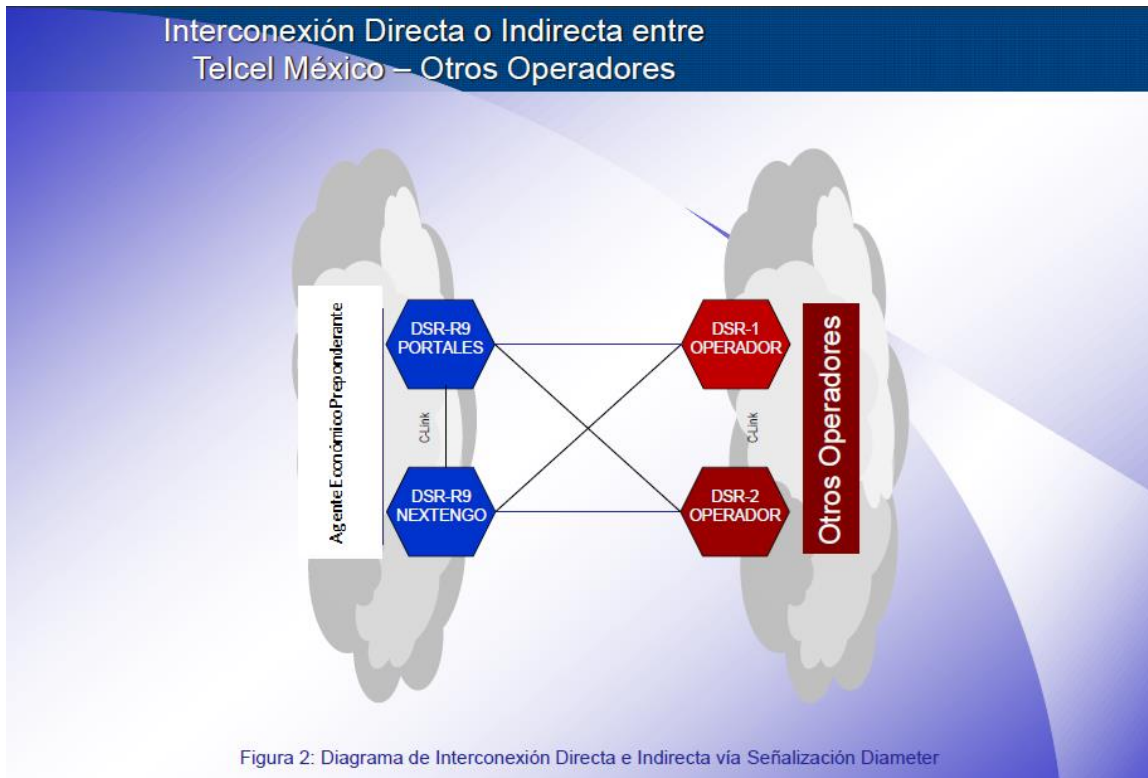 Interconexión Directa o Indirecta entre
Telcel México – Otros Operadores
Agente Económico Preponderante
DSR-R9
PORTALES
C-Link
DSR-R9
NEXTENGO
DSR-1
OPERADOR
C-Link
DSR-2
OPERADOR
Otros Operadores
Figura 2: Diagrama de Interconexión Directa e Indirecta vía Señalización Diameter